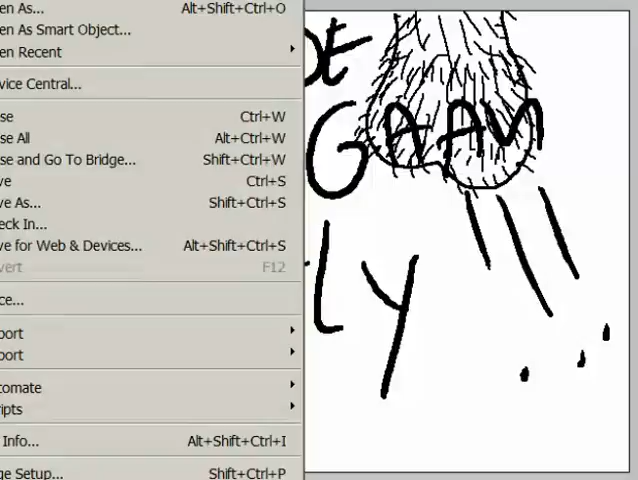 en As... Alt+Shift+Ctrl+O
en As Smart Object...
en Recent
vice Central...
se Ctrl+W
se All Alt+Ctrl+W
se and Go To Bridge... Shift+Ctrl+W
ve Ctrl+S
ve As... Shift+Ctrl+S
eck In...
ve for Web & Devices... Alt+Shift+Ctrl+S
vert F12
ce...
port
port
tomate
ripts
Info... Alt+Shift+Ctrl+I
ge Setup... Shift+Ctrl+P
DE
GAAM
LY